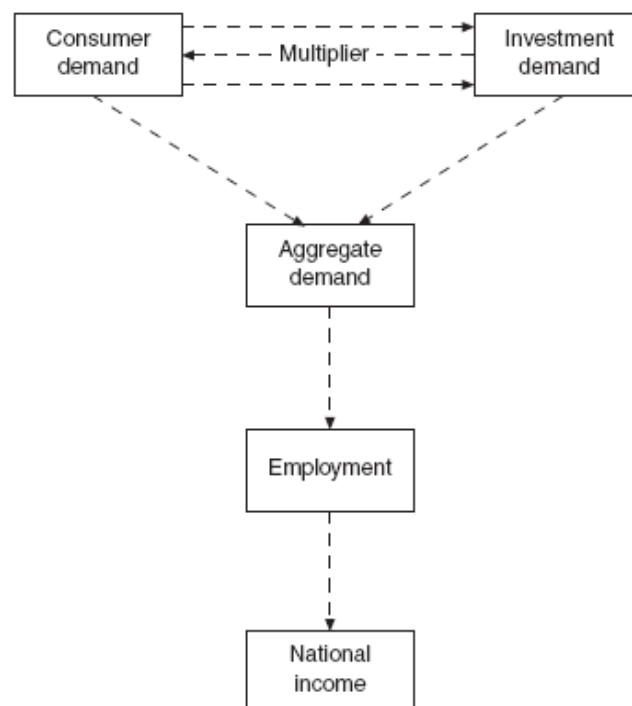 Consumer
demand
Multiplier
Investment
demand
Aggregate
demand
Employment
National
income